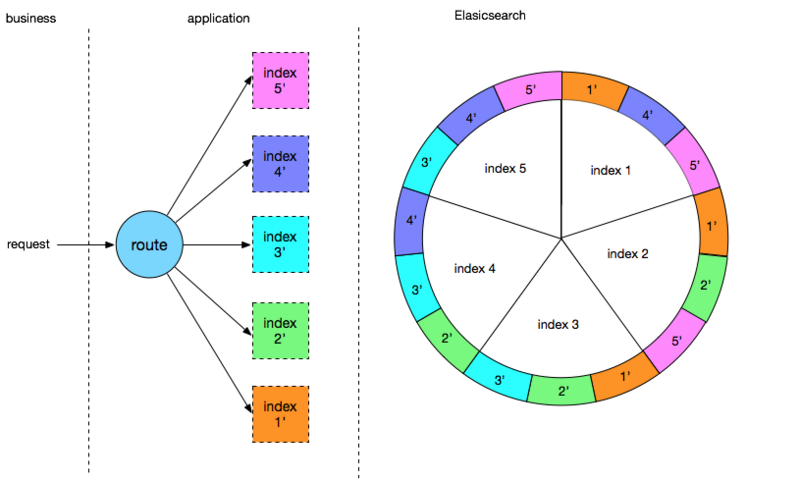 business
application
Elasicsearch
index
5'
index
4'
index
3'
index
2'
index
1'
request
route
5'
1'
4'
4'
3'
5'
index 5
index 1
4'
1'
index 4
index 2
3'
2'
index 3
2'
5'
3'
2'
1'